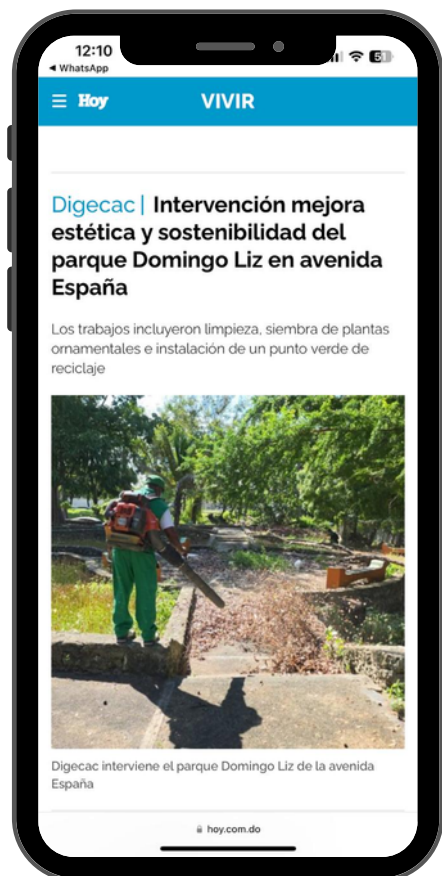 12:10
◀ WhatsApp
51
Hoy
VIVIR
Digecac | Intervención mejora
estética y sostenibilidad del
parque Domingo Liz en avenida
España
Los trabajos incluyeron limpieza, siembra de plantas
ornamentales e instalación de un punto verde de
reciclaje
Digecac interviene el parque Domingo Liz de la avenida
España
hoy.com.do